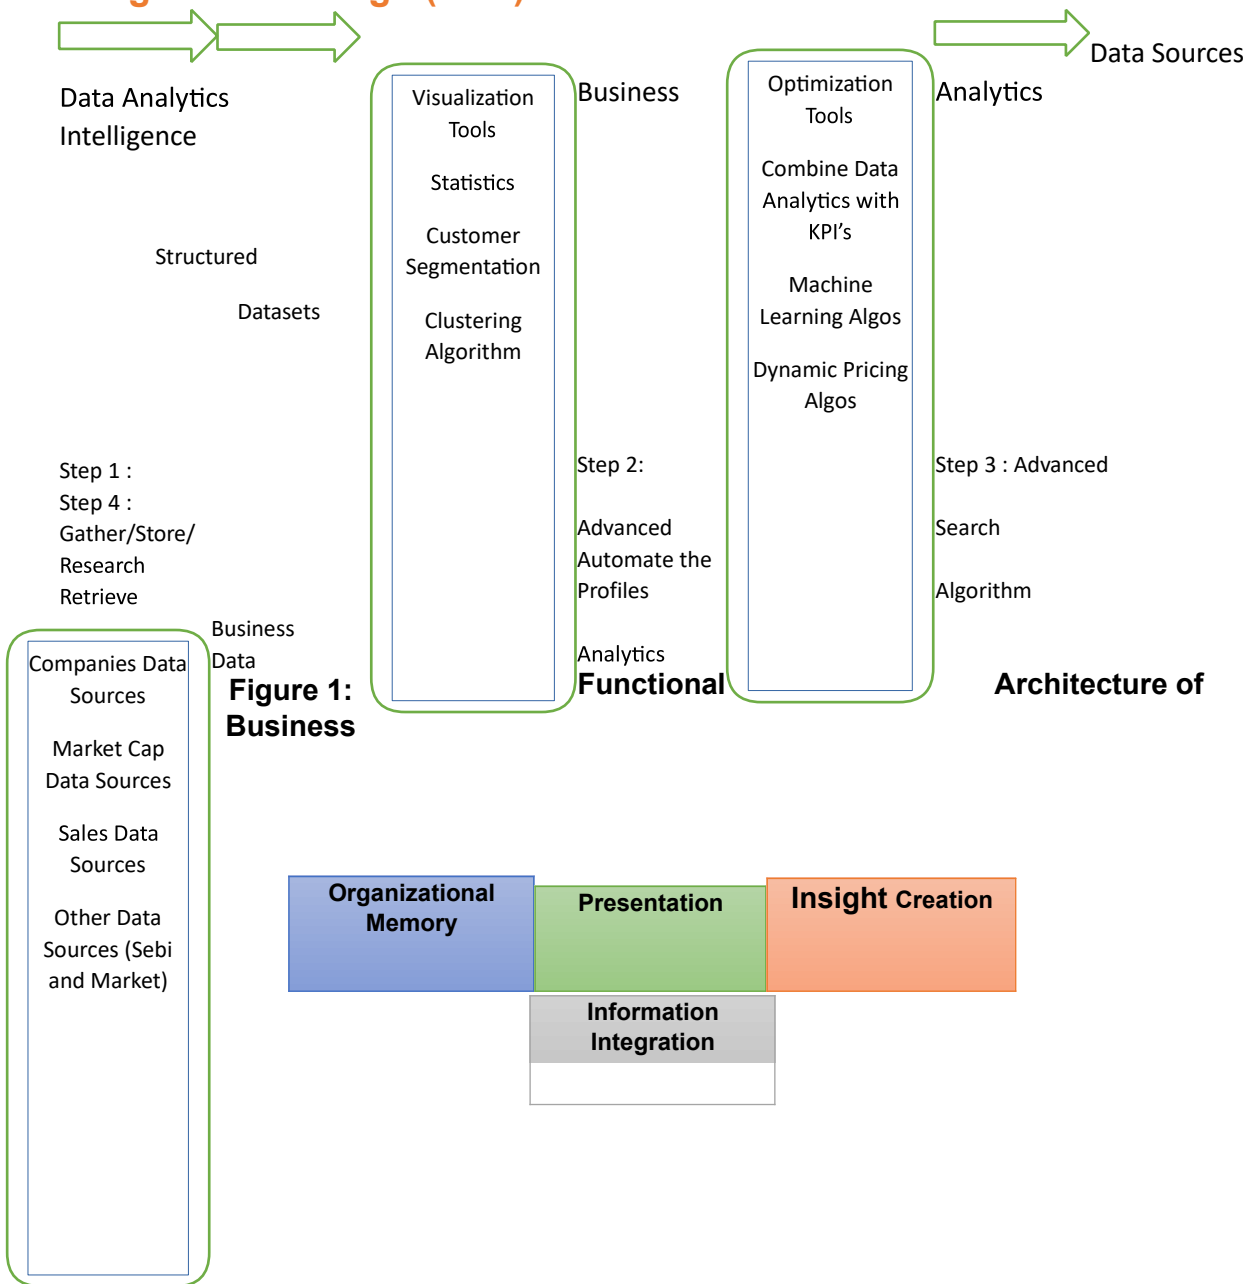 Data Sources
Data Analytics
Intelligence
Business
Analytics
Visualization
Tools
Statistics
Customer
Segmentation
Clustering
Algorithm
Optimization
Tools
Combine Data
Analytics with
KPI's
Machine
Learning Algos
Dynamic Pricing
Algos
Structured
Datasets
Step 1 :
Step 4 :
Gather/Store/
Research
Retrieve
Business
Data
Step 2:
Advanced
Automate the
Profiles
Analytics
Step 3 : Advanced
Search
Algorithm
Companies Data
Sources
Market Cap
Data Sources
Sales Data
Sources
Other Data
Sources (Sebi
and Market)
Figure 1: Functional Architecture of
Business
Organizational
Memory
Presentation
Insight Creation
Information
Integration